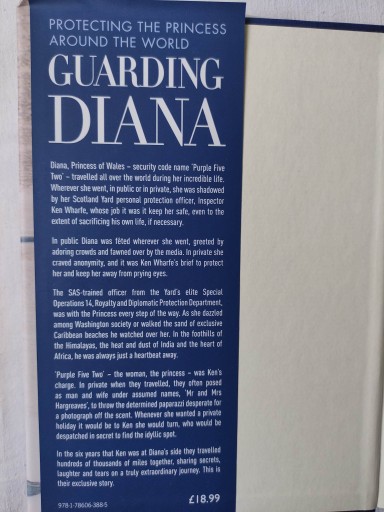 PROTECTING THE PRINCESS
AROUND THE WORLD
GUARDING
DIANA
Diana, Princess of Wales – security code name 'Purple Five
Two' – travelled all over the world during her incredible life.
Wherever she went, in public or in private, she was shadowed
by her Scotland Yard personal protection officer, Inspector
Ken Wharfe, whose job it was it keep her safe, even to the
extent of sacrificing his own life, if necessary.
In public Diana was fêted wherever she went, greeted by
adoring crowds and fawned over by the media. In private she
craved anonymity, and it was Ken Wharfe's brief to protect
her and keep her away from prying eyes.
The SAS-trained officer from the Yard's elite Special
Operations 14, Royalty and Diplomatic Protection Department,
was with the Princess every step of the way. As she dazzled
among Washington society or walked the sand of exclusive
Caribbean beaches he watched over her. In the foothills of
the Himalayas, the heat and dust of India and the heart of
Africa, he was always just a heartbeat away.
'Purple Five Two' – the woman, the princess – was Ken's
charge. In private when they travelled, they often posed
as man and wife under assumed names, 'Mr and Mrs
Hargreaves', to throw the determined paparazzi desperate for
a photograph off the scent. Whenever she wanted a private
holiday it would be to Ken she would turn, who would be
despatched in secret to find the idyllic spot.
In the six years that Ken was at Diana's side they travelled
hundreds of thousands of miles together, sharing secrets,
laughter and tears on a truly extraordinary journey. This is
their exclusive story.
978-1-78606-388-5
£18.99